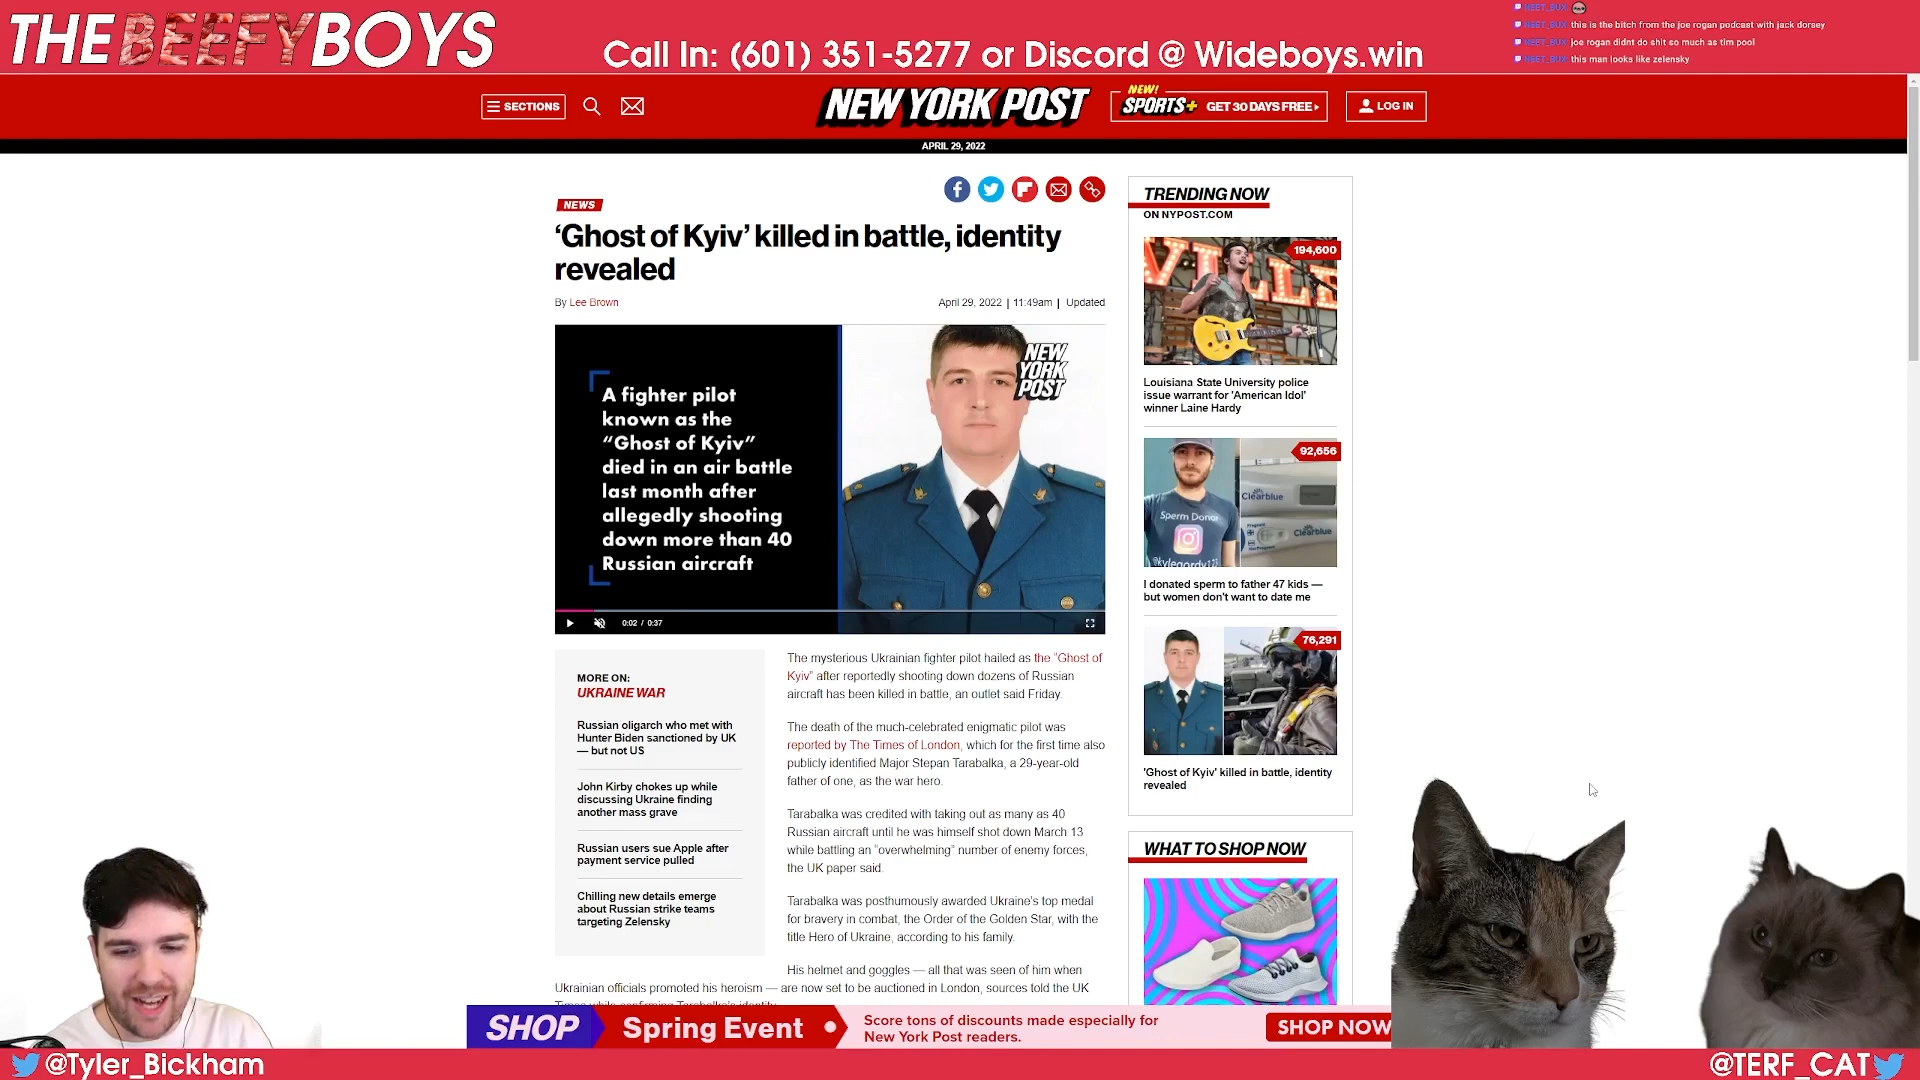 THEBEEFYBOYS
Call In: (601) 351-5277 or Discord @ Wideboys.win
NEET_BUX
NEET_BUX this is the bitch from the joe rogan podcast with jack dorsey
NEET_BUX joe rogan didnt do shit so much as tim pool
NEET_BUX this man looks like zelensky
SECTIONS
NEW YORK POST
NEW!
SPORTS+ GET 30 DAYS FREE
LOG IN
APRIL 29, 2022
NEWS
‘Ghost of Kyiv’ killed in battle, identity
revealed
By Lee Brown
April 29, 2022 | 11:49am | Updated
A fighter pilot
known as the
“Ghost of Kyiv”
died in an air battle
last month after
allegedly shooting
down more than 40
Russian aircraft
NEW
YORK
POST
0:02 / 0:37
MORE ON:
UKRAINE WAR
Russian oligarch who met with
Hunter Biden sanctioned by UK
— but not US
John Kirby chokes up while
discussing Ukraine finding
another mass grave
Russian users sue Apple after
payment service pulled
Chilling new details emerge
about Russian strike teams
targeting Zelensky
The mysterious Ukrainian fighter pilot hailed as the “Ghost of
Kyiv” after reportedly shooting down dozens of Russian
aircraft has been killed in battle, an outlet said Friday.
The death of the much-celebrated enigmatic pilot was
reported by The Times of London, which for the first time also
publicly identified Major Stepan Tarabalka, a 29-year-old
father of one, as the war hero.
Tarabalka was credited with taking out as many as 40
Russian aircraft until he was himself shot down March 13
while battling an “overwhelming” number of enemy forces,
the UK paper said.
Tarabalka was posthumously awarded Ukraine’s top medal
for bravery in combat, the Order of the Golden Star, with the
title Hero of Ukraine, according to his family.
His helmet and goggles — all that was seen of him when
Ukrainian officials promoted his heroism — are now set to be auctioned in London, sources told the UK
Times while confirming Tarabalka’s identity.
TRENDING NOW
ON NYPOST.COM
VILLE
194,600
Louisiana State University police
issue warrant for 'American Idol'
winner Laine Hardy
92,656
Sperm Donor
@kylegordy123
Clearblue
Clearblue
I donated sperm to father 47 kids —
but women don't want to date me
76,291
'Ghost of Kyiv' killed in battle, identity
revealed
WHAT TO SHOP NOW
SHOP
Spring Event
Score tons of discounts made especially for
New York Post readers.
SHOP NOW
@Tyler_Bickham
@TERF_CAT